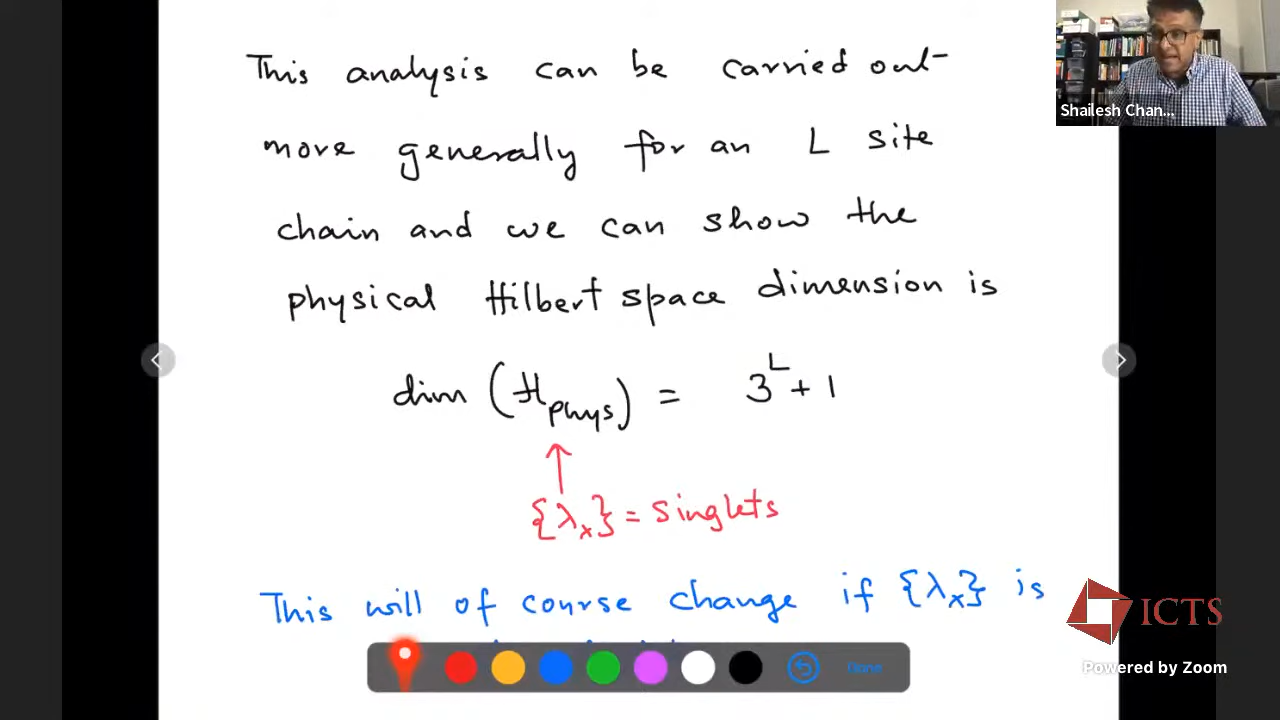 This analysis can be carried out
more generally for an L site
chain and we can show the
physical Hilbert space dimension is
dim (ℋ_phys) = 3^L + 1
{λ_x} = singlets
This will of course change if {λ_x} is
Done
Shailesh Chan...
ICTS
Powered by Zoom